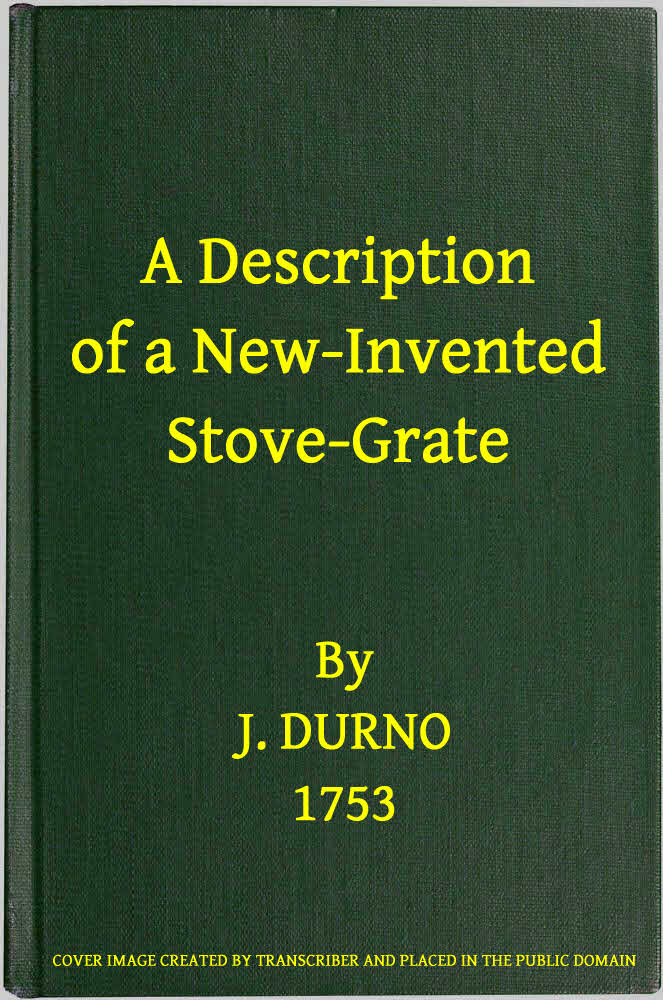 A Description
of a New-Invented
Stove-Grate
By
J. DURNO
1753
COVER IMAGE CREATED BY TRANSCRIBER AND PLACED IN THE PUBLIC DOMAIN